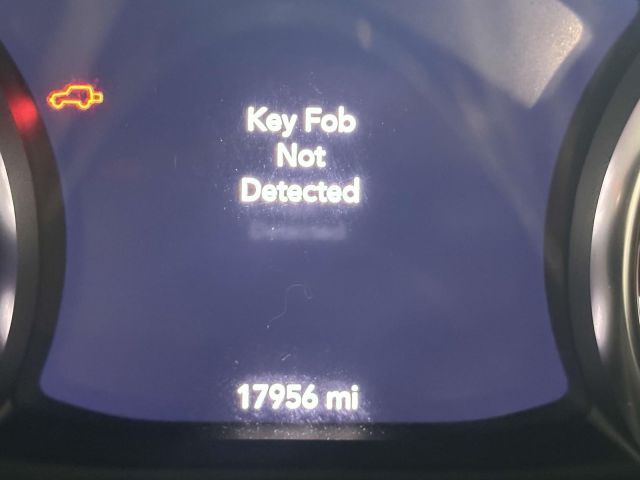 Key Fob
Not
Detected
17956 mi